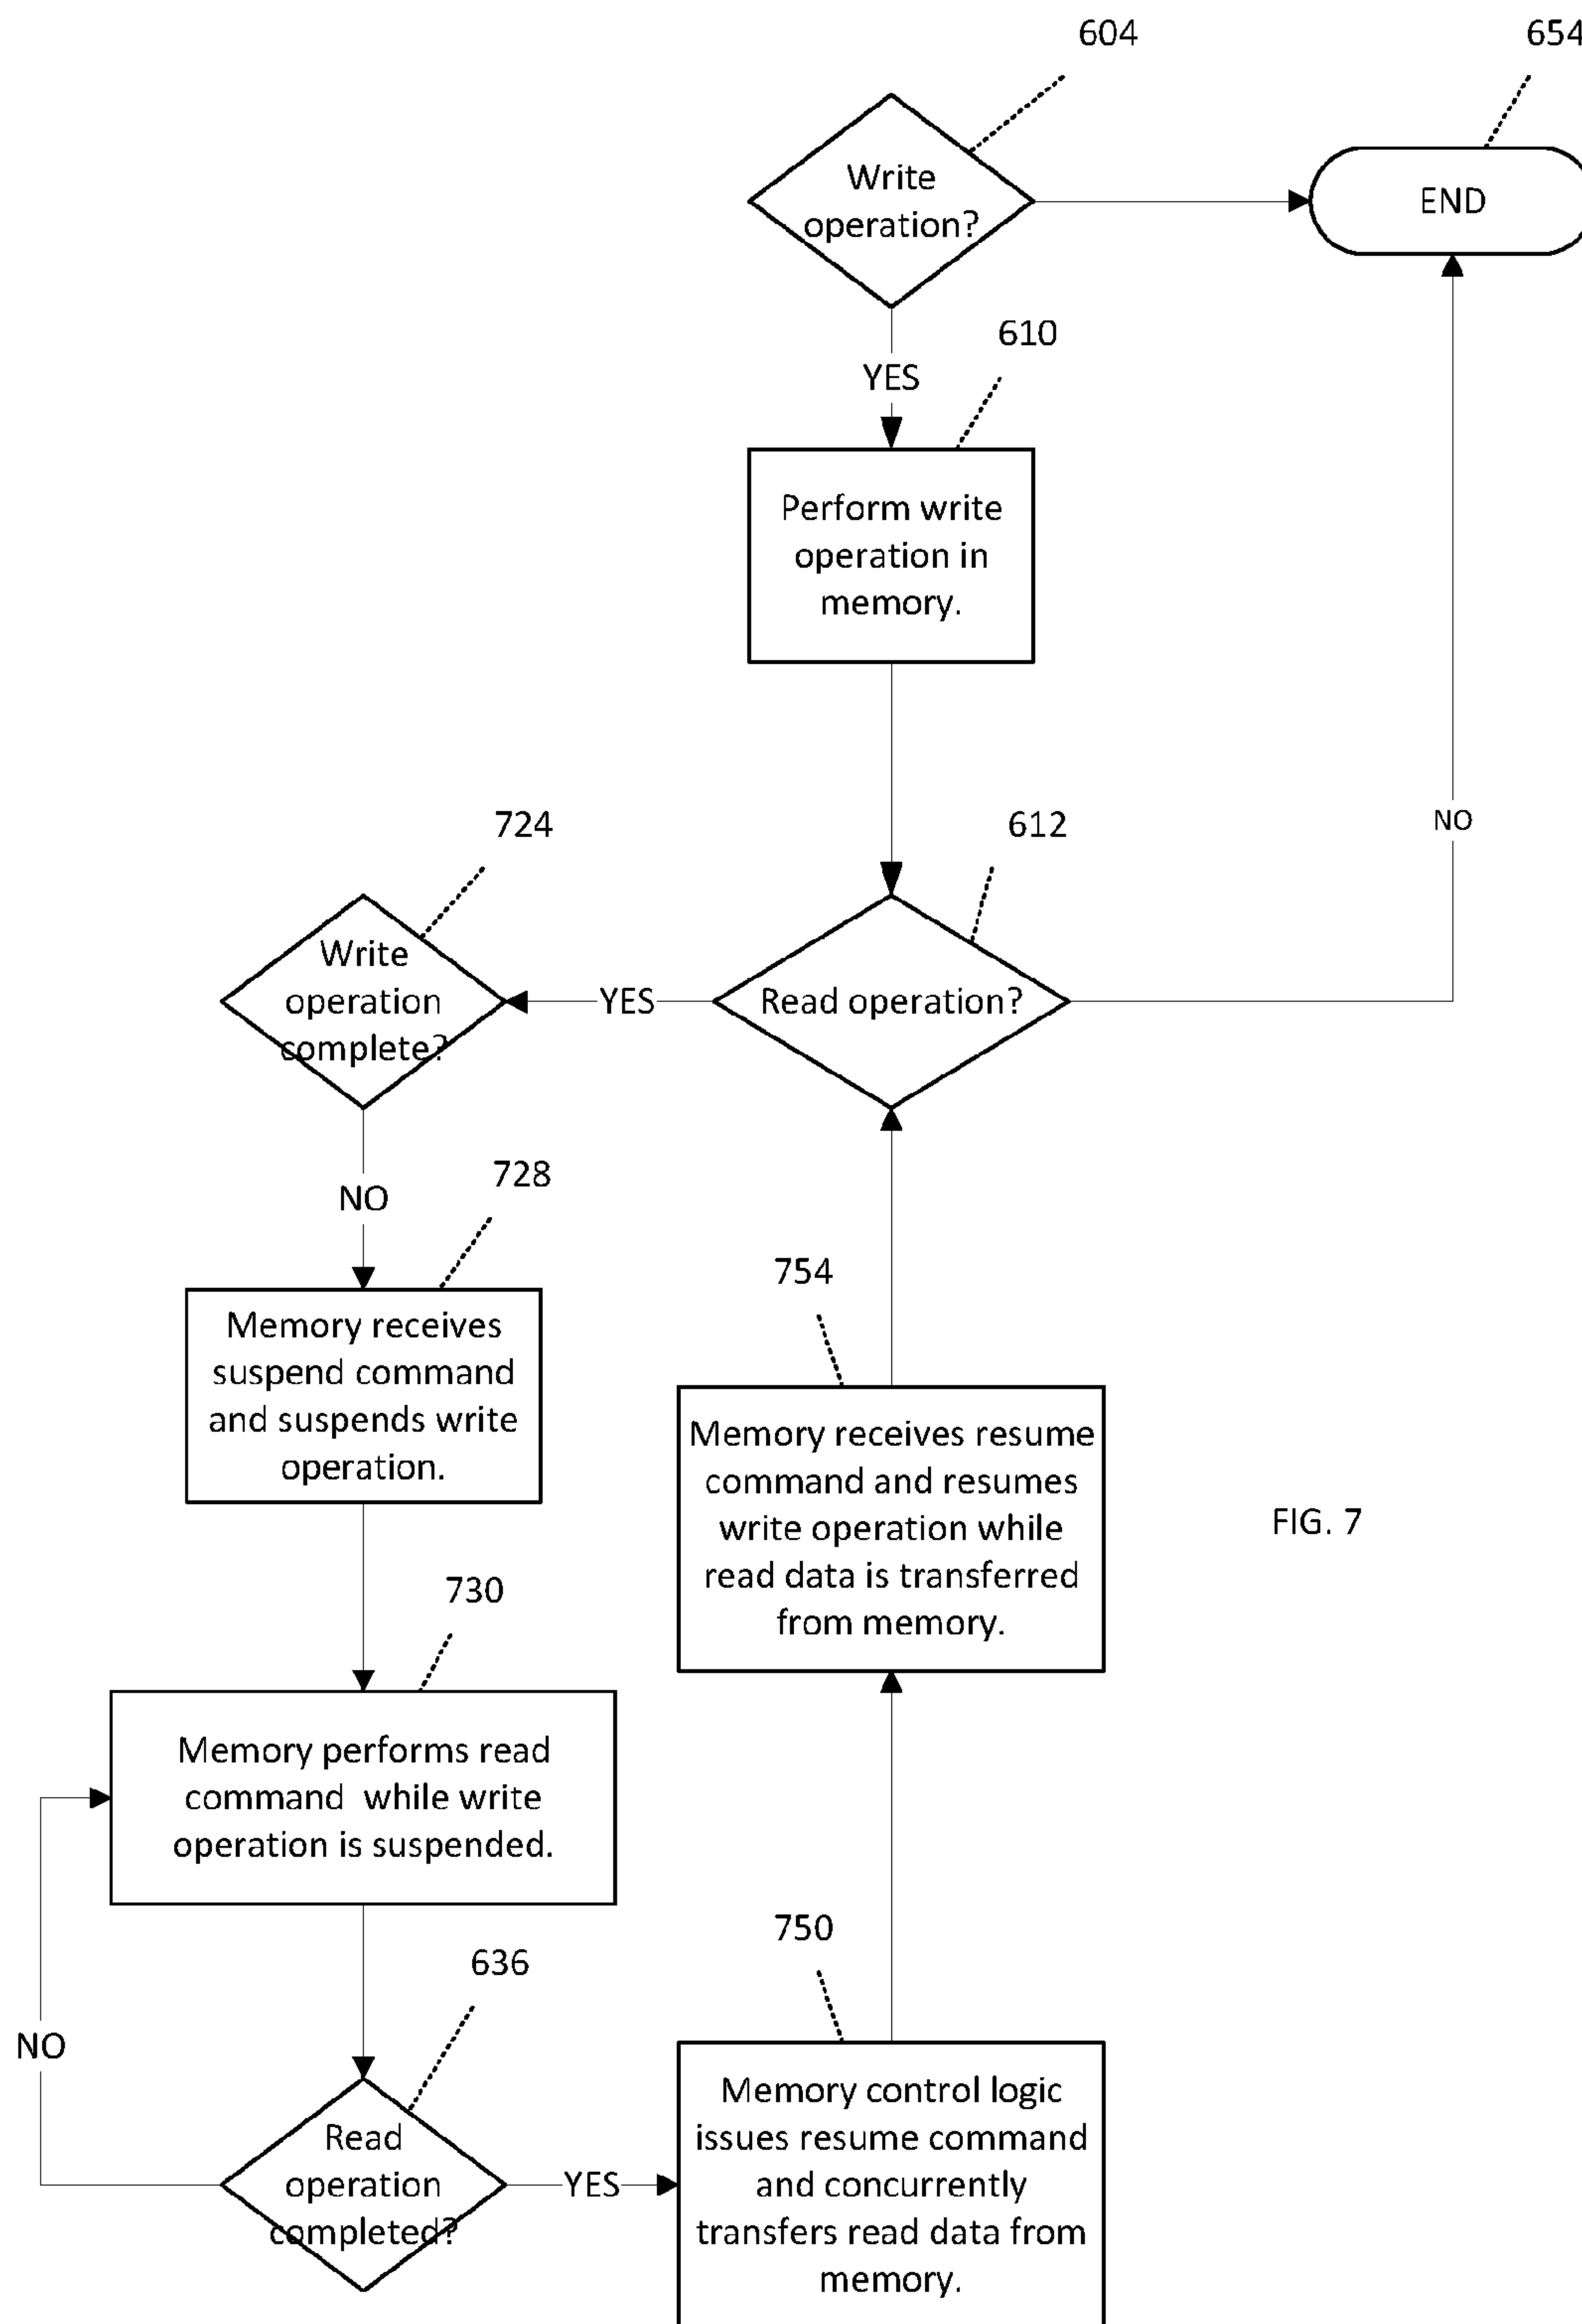 604
654
Write
operation?
END
610
YES
Perform write
operation in
memory.
NO
724
612
Write
operation
complete?
YES
Read operation?
NO
728
754
Memory receives
suspend command
and suspends write
operation.
Memory receives resume
command and resumes
write operation while
read data is transferred
from memory.
FIG. 7
730
Memory performs read
command while write
operation is suspended.
750
636
NO
Read
operation
completed?
YES
Memory control logic
issues resume command
and concurrently
transfers read data from
memory.